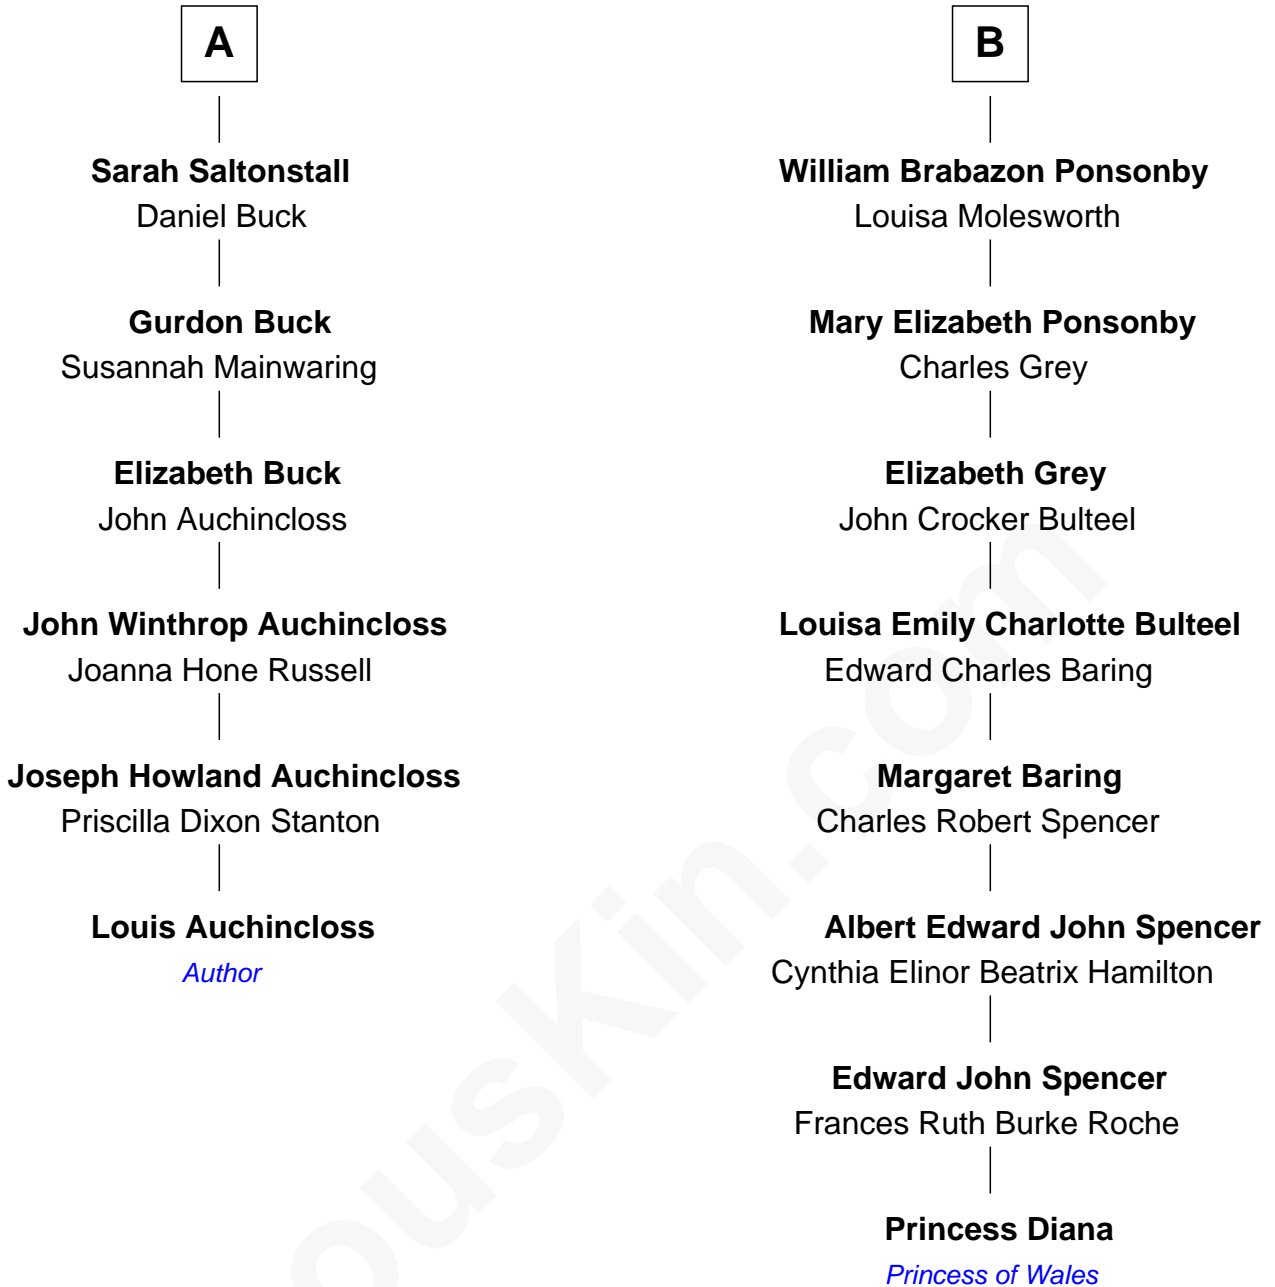 A
Sarah Saltonstall
Daniel Buck
Gurdon Buck
Susannah Mainwaring
Elizabeth Buck
John Auchincloss
John Winthrop Auchincloss
Joanna Hone Russell
Joseph Howland Auchincloss
Priscilla Dixon Stanton
Louis Auchincloss
Author
B
William Brabazon Ponsonby
Louisa Molesworth
Mary Elizabeth Ponsonby
Charles Grey
Elizabeth Grey
John Crocker Bulteel
Louisa Emily Charlotte Bulteel
Edward Charles Baring
Margaret Baring
Charles Robert Spencer
Albert Edward John Spencer
Cynthia Elinor Beatrix Hamilton
Edward John Spencer
Frances Ruth Burke Roche
Princess Diana
Princess of Wales
ousKin.com